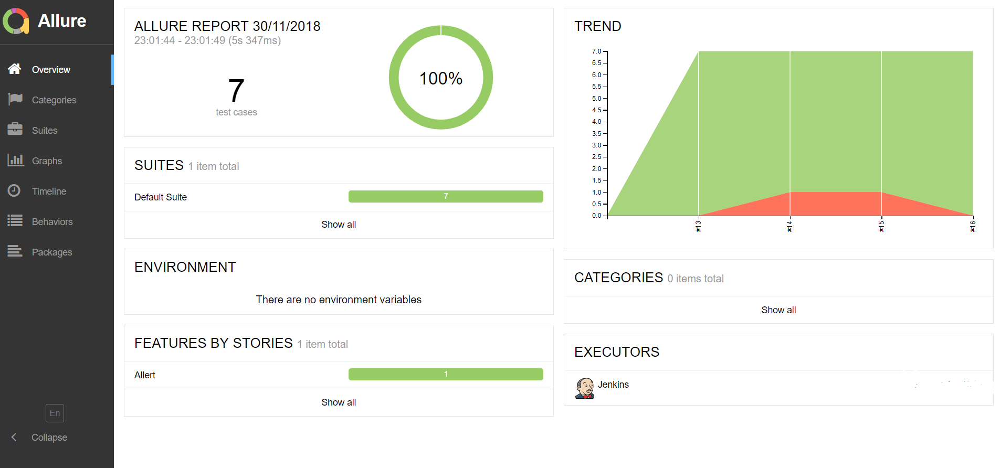 Allure
Overview
Categories
Suites
Graphs
Timeline
Behaviors
Packages
En
Collapse
ALLURE REPORT 30/11/2018
23:01:44 - 23:01:49 (5s 347ms)
7
test cases
100%
SUITES 1 item total
Default Suite 7
Show all
ENVIRONMENT
There are no environment variables
FEATURES BY STORIES 1 item total
Allert 1
Show all
TREND
7.0
6.5
6.0
5.5
5.0
4.5
4.0
3.5
3.0
2.5
2.0
1.5
1.0
0.5
0.0
#13
#14
#15
#16
CATEGORIES 0 items total
Show all
EXECUTORS
Jenkins